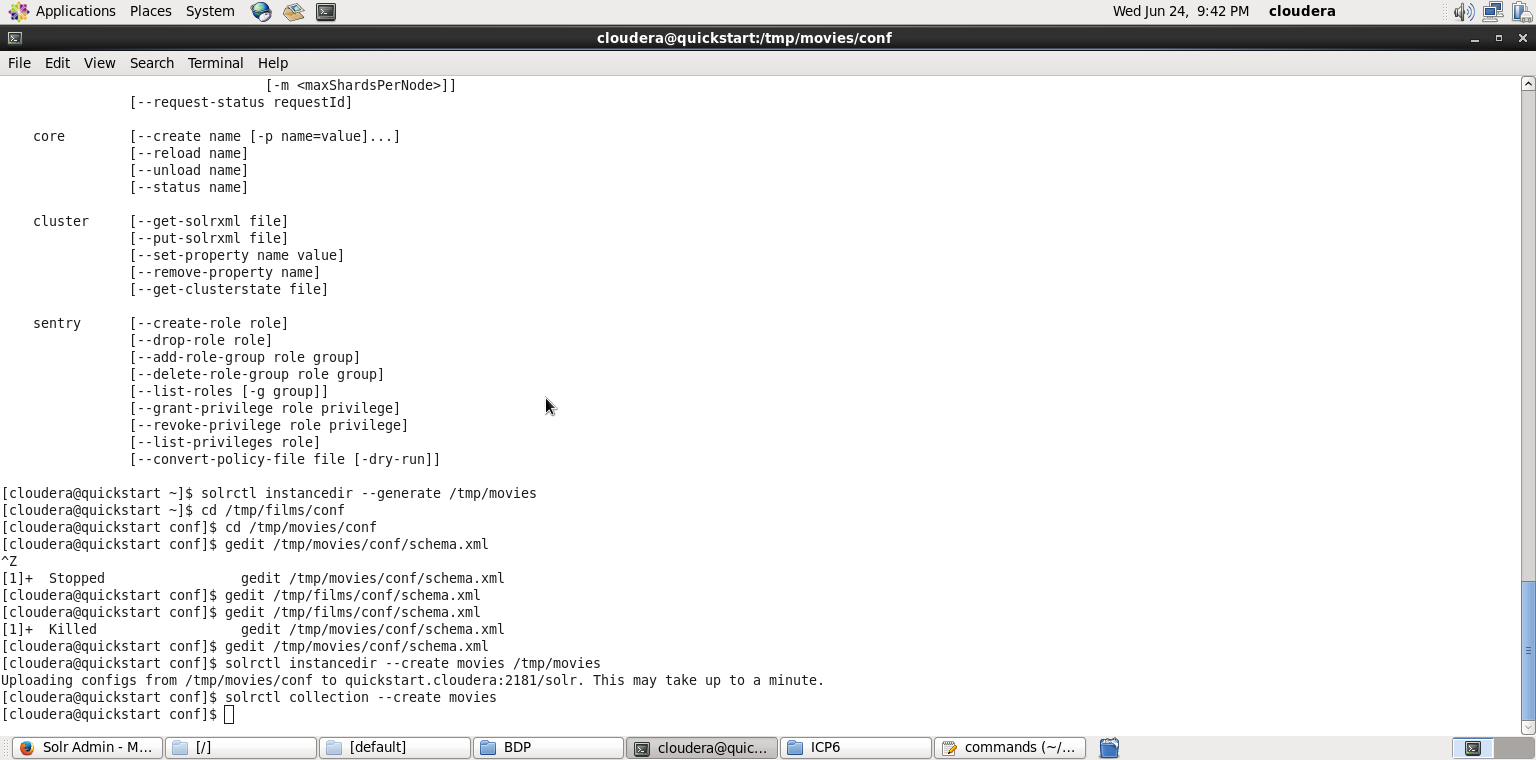 Applications Places System Wed Jun 24, 9:42 PM cloudera
cloudera@quickstart:/tmp/movies/conf
File Edit View Search Terminal Help
[-m <maxShardsPerNode>]]
[--request-status requestId]
core [--create name [-p name=value]...]
[--reload name]
[--unload name]
[--status name]
cluster [--get-solrxml file]
[--put-solrxml file]
[--set-property name value]
[--remove-property name]
[--get-clusterstate file]
sentry [--create-role role]
[--drop-role role]
[--add-role-group role group]
[--delete-role-group role group]
[--list-roles [-g group]]
[--grant-privilege role privilege]
[--revoke-privilege role privilege]
[--list-privileges role]
[--convert-policy-file file [-dry-run]]
[cloudera@quickstart ~]$ solrctl instancedir --generate /tmp/movies
[cloudera@quickstart ~]$ cd /tmp/films/conf
[cloudera@quickstart conf]$ cd /tmp/movies/conf
[cloudera@quickstart conf]$ gedit /tmp/movies/conf/schema.xml
^Z
[1]+ Stopped gedit /tmp/movies/conf/schema.xml
[cloudera@quickstart conf]$ gedit /tmp/films/conf/schema.xml
[cloudera@quickstart conf]$ gedit /tmp/films/conf/schema.xml
[1]+ Killed gedit /tmp/movies/conf/schema.xml
[cloudera@quickstart conf]$ gedit /tmp/movies/conf/schema.xml
[cloudera@quickstart conf]$ solrctl instancedir --create movies /tmp/movies
Uploading configs from /tmp/movies/conf to quickstart.cloudera:2181/solr. This may take up to a minute.
[cloudera@quickstart conf]$ solrctl collection --create movies
[cloudera@quickstart conf]$
Solr Admin - M... [/] [default] BDP cloudera@quic... ICP6 commands (~/...